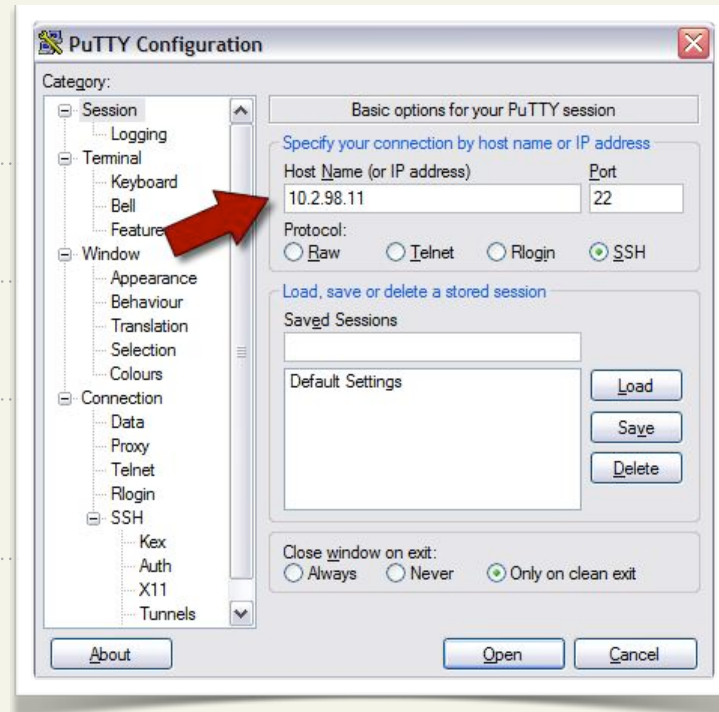 PuTTY Configuration
Category:
Session
Logging
Terminal
Keyboard
Bell
Feature
Window
Appearance
Behaviour
Translation
Selection
Colours
Connection
Data
Proxy
Telnet
Rlogin
SSH
Kex
Auth
X11
Tunnels
Basic options for your PuTTY session
Specify your connection by host name or IP address
Host Name (or IP address) Port
10.2.98.11 22
Protocol:
Raw Telnet Rlogin SSH
Load, save or delete a stored session
Saved Sessions
Default Settings
Load
Save
Delete
Close window on exit:
Always Never Only on clean exit
About Open Cancel